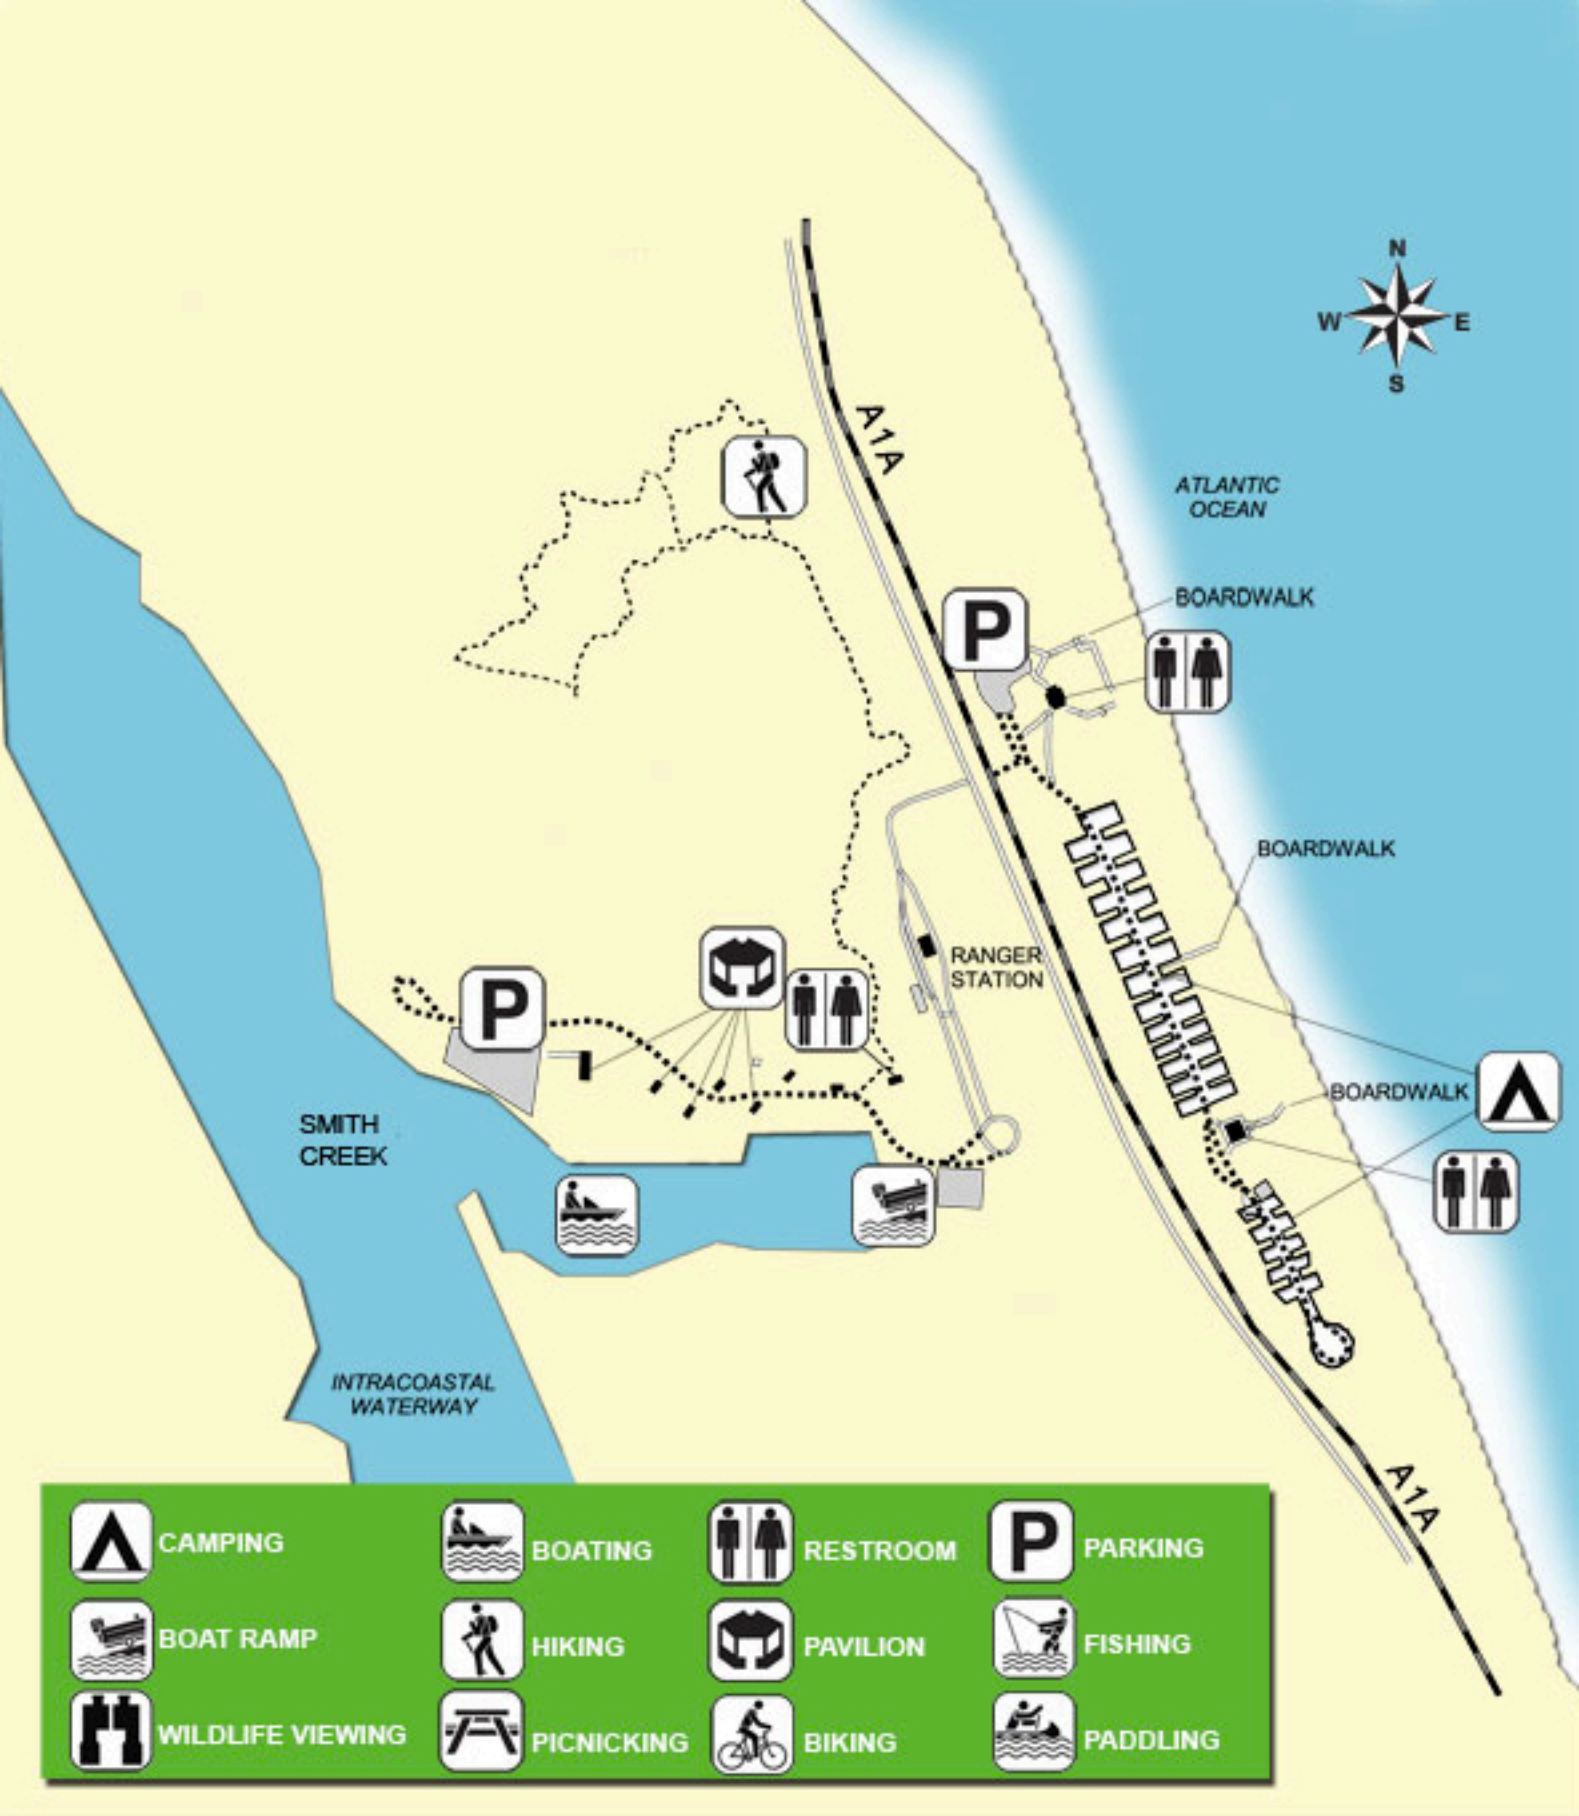 N
W E
S
A1A
ATLANTIC
OCEAN
BOARDWALK
P
BOARDWALK
RANGER
STATION
P
BOARDWALK
SMITH
CREEK
INTRACOASTAL
WATERWAY
A1A
CAMPING
BOATING
RESTROOM
P PARKING
BOAT RAMP
HIKING
PAVILION
FISHING
WILDLIFE VIEWING
PICNICKING
BIKING
PADDLING